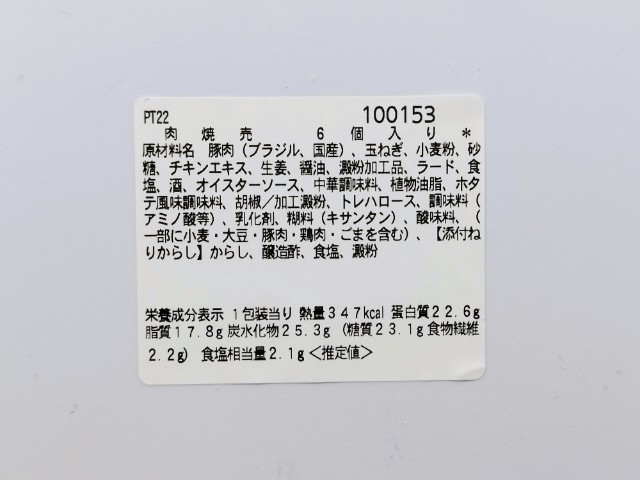 PT22 100153
肉焼売 6個入り*
原材料名 豚肉（ブラジル、国産）、玉ねぎ、小麦粉、砂
糖、チキンエキス、生姜、醤油、澱粉加工品、ラード、食
塩、酒、オイスターソース、中華調味料、植物油脂、ホタ
テ風味調味料、胡椒／加工澱粉、トレハロース、調味料（
アミノ酸等）、乳化剤、糊料（キサンタン）、酸味料、（
一部に小麦・大豆・豚肉・鶏肉・ごまを含む）、【添付ね
りからし】からし、醸造酢、食塩、澱粉
栄養成分表示 1包装当り 熱量347kcal 蛋白質22.6g
脂質17.8g炭水化物25.3g（糖質23.1g食物繊維
2.2g） 食塩相当量2.1g＜推定値＞